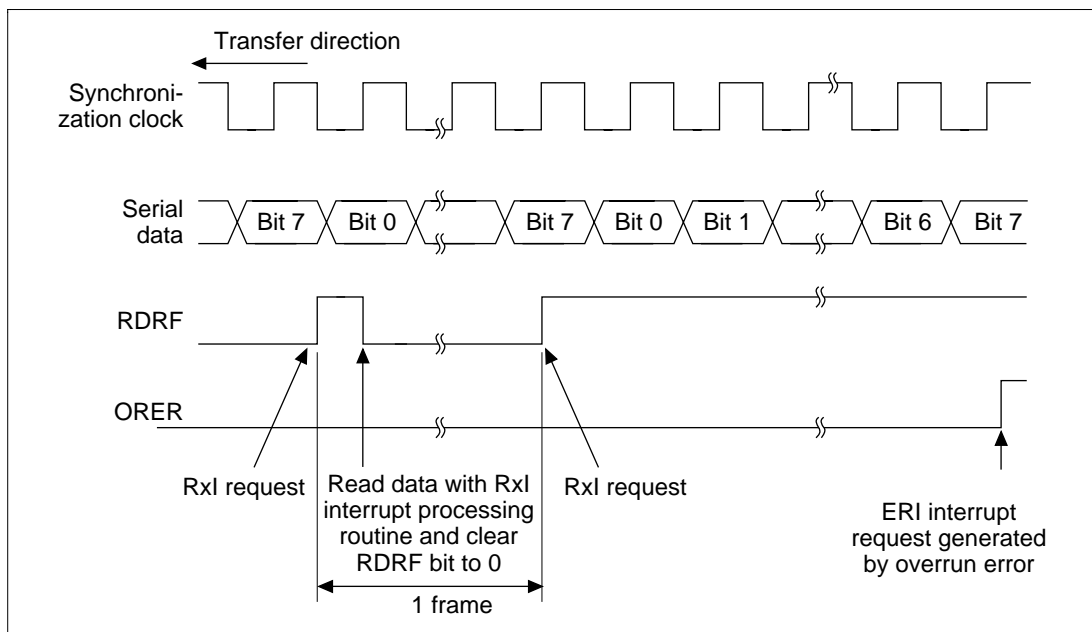 Transfer direction
Synchroni-
zation clock
Serial
data
Bit 7
Bit 0
Bit 7
Bit 0
Bit 1
Bit 6
Bit 7
RDRF
ORER
RxI request
Read data with RxI
interrupt processing
routine and clear
RDRF bit to 0
RxI request
ERI interrupt
request generated
by overrun error
1 frame